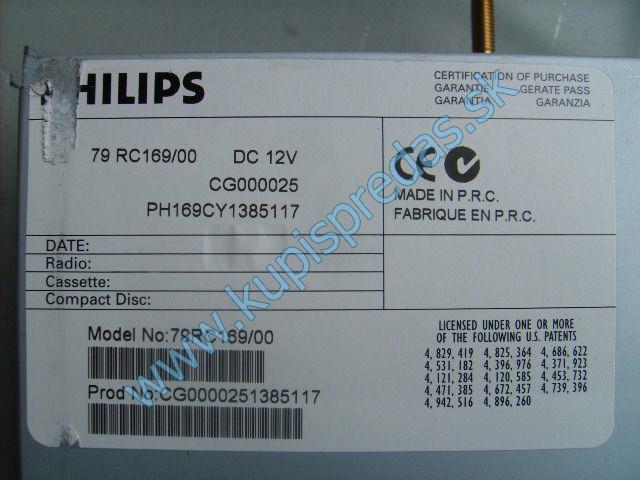 PHILIPS
CERTIFICATION OF PURCHASE
GARANTIE GERATE PASS
GARANTIA GARANZIA
79 RC169/00 DC 12V
CG000025
PH169CY1385117
CE
MADE IN P.R.C.
FABRIQUE EN P.R.C.
DATE:
Radio:
Cassette:
Compact Disc:
Model No:79RC169/00
Prod No:CG0000251385117
LICENSED UNDER ONE OR MORE
OF THE FOLLOWING U.S. PATENTS
4, 829, 419 4, 825, 364 4, 686, 622
4, 531, 182 4, 396, 976 4, 371, 923
4, 121, 284 4, 120, 585 4, 453, 732
4, 471, 385 4, 672, 457 4, 739, 396
4, 942, 516 4, 896, 260
www.kupispredas.sk